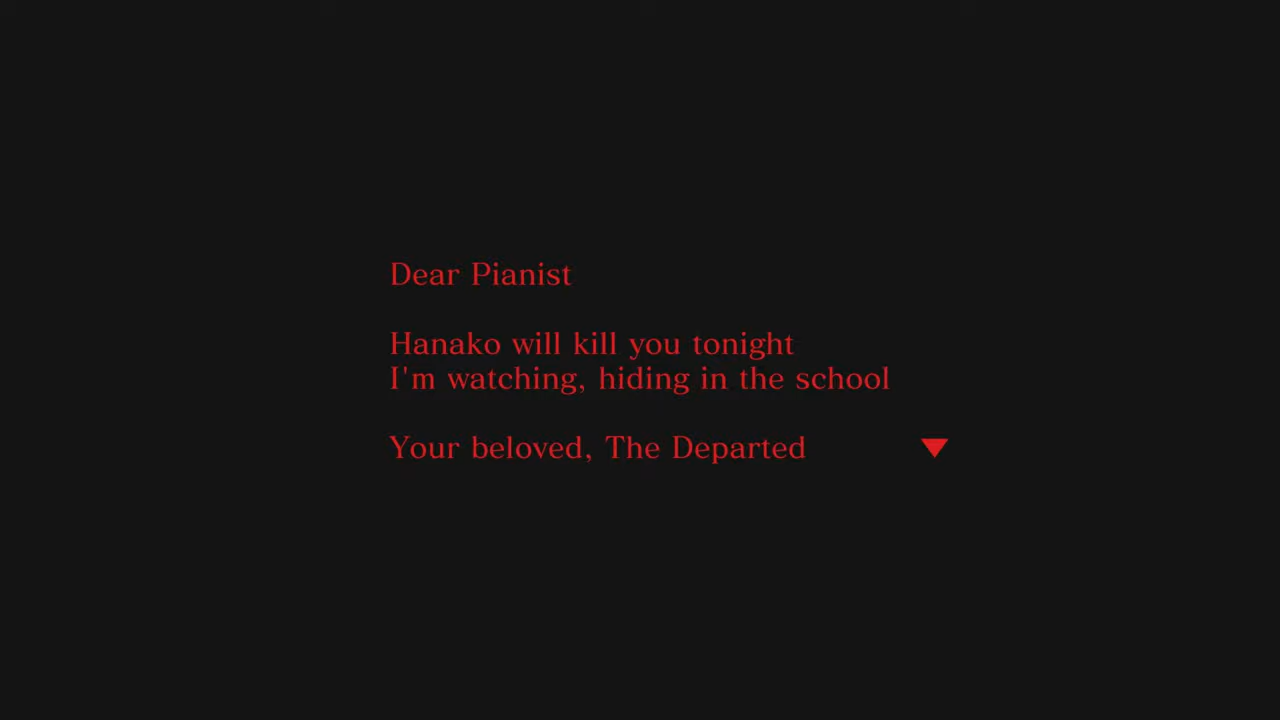 Dear Pianist
Hanako will kill you tonight
I'm watching, hiding in the school
Your beloved, The Departed